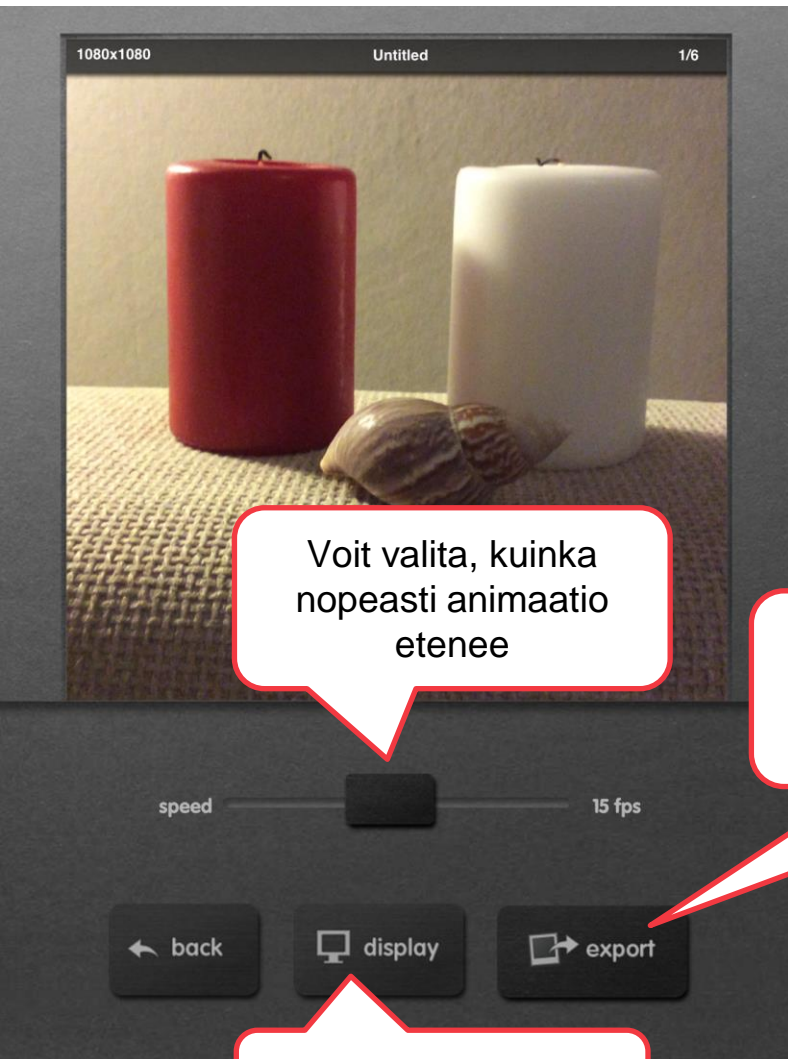 1080x1080 Untitled 1/6
Voit valita, kuinka
nopeasti animaatio
etenee
speed 15 fps
back display export